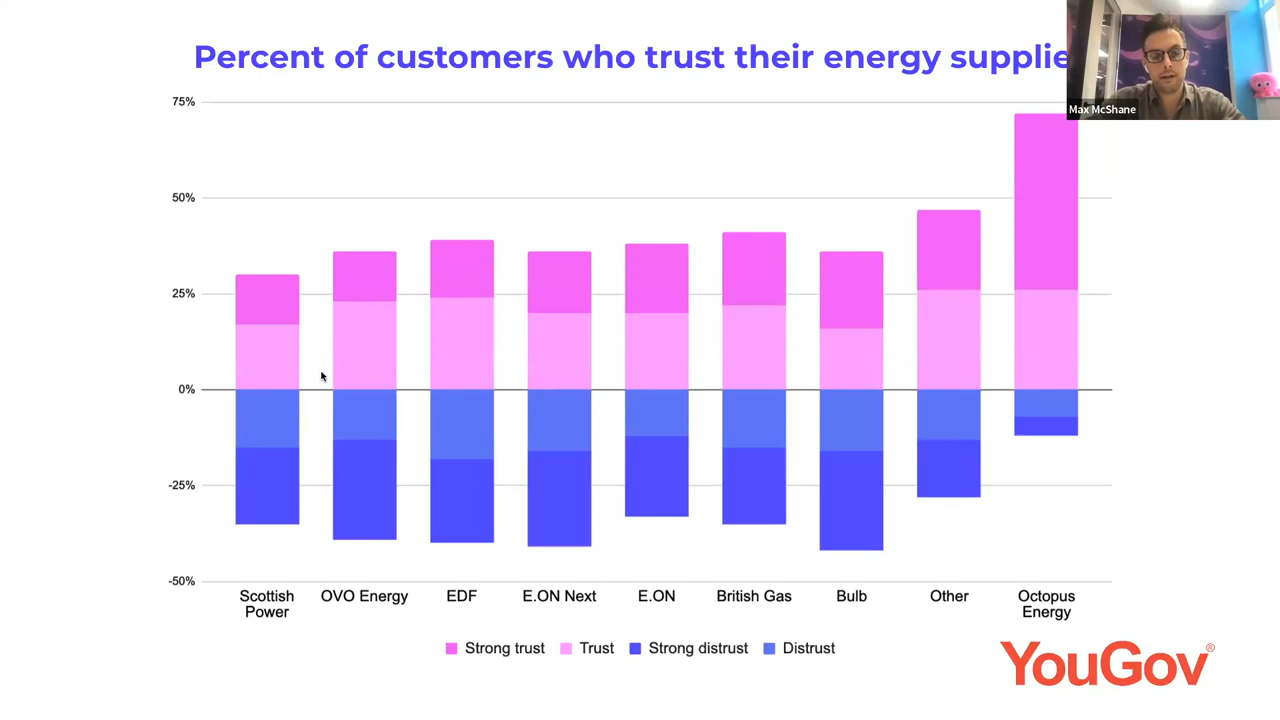 Percent of customers who trust their energy supplie
Max McShane
75%
50%
25%
0%
-25%
-50%
Scottish
Power
OVO Energy
EDF
E.ON Next
E.ON
British Gas
Bulb
Other
Octopus
Energy
Strong trust
Trust
Strong distrust
Distrust
YouGov®